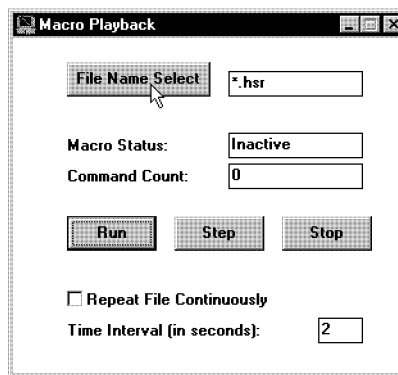 Macro Playback
File Name Select *.hsr
Macro Status: Inactive
Command Count: 0
Run Step Stop
Repeat File Continuously
Time Interval (in seconds): 2